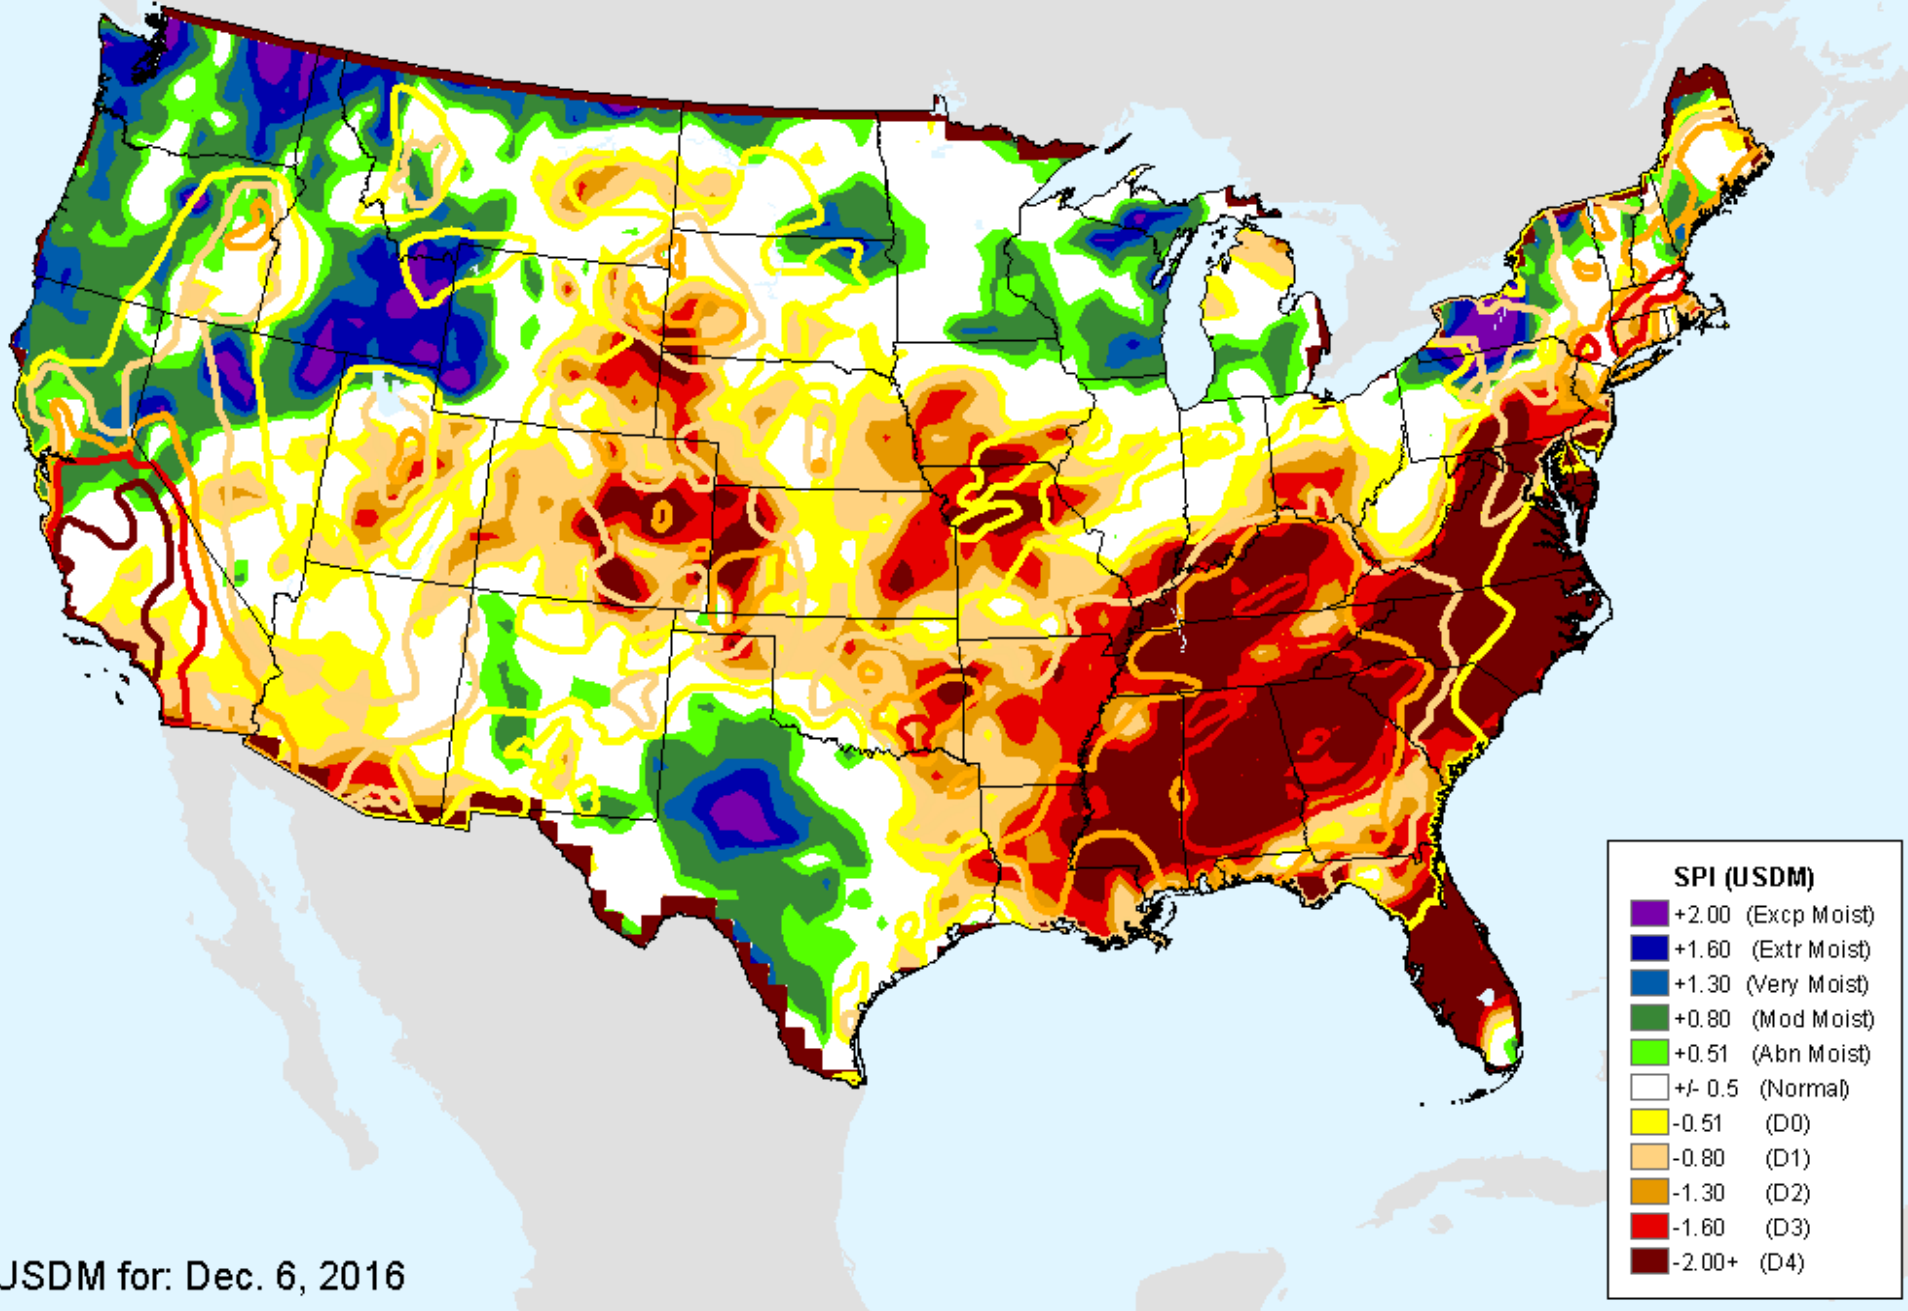 SPI (USDM)
+2.00 (Excp Moist)
+1.60 (Extr Moist)
+1.30 (Very Moist)
+0.80 (Mod Moist)
+0.51 (Abn Moist)
+/- 0.5 (Normal)
-0.51 (D0)
-0.80 (D1)
-1.30 (D2)
-1.60 (D3)
-2.00+ (D4)
USDM for: Dec. 6, 2016